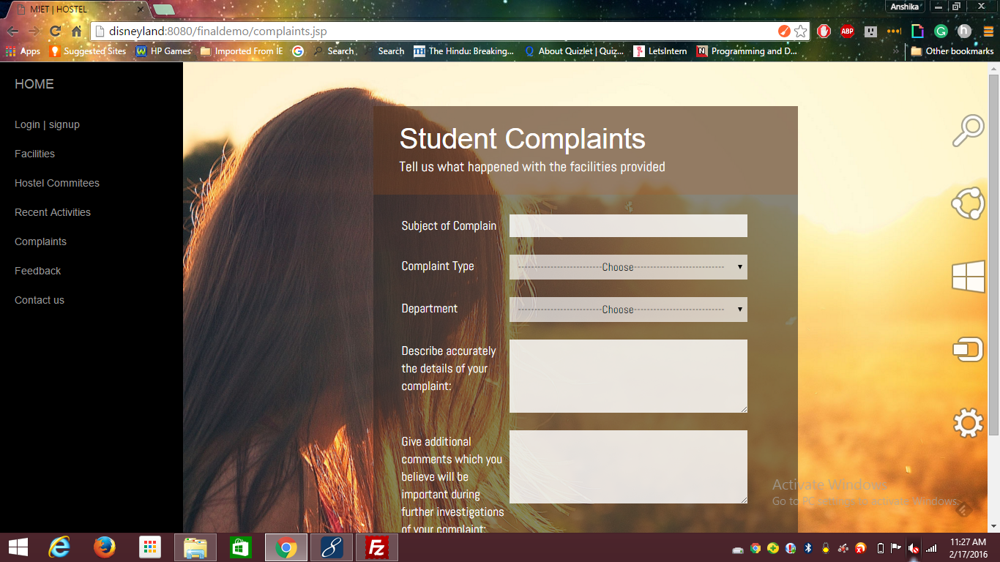 MIET | HOSTEL
Anshika
disneyland:8080/finaldemo/complaints.jsp
ABP
Apps
Suggested Sites
HP Games
Imported From IE
Search
Search
The Hindu: Breaking...
About Quizlet | Quiz...
LetsIntern
Programming and D...
Other bookmarks
HOME
Login | signup
Facilities
Hostel Commitees
Recent Activities
Complaints
Feedback
Contact us
Student Complaints
Tell us what happened with the facilities provided
Subject of Complain
Complaint Type
Choose
Department
Choose
Describe accurately
the details of your
complaint:
Give additional
comments which you
believe will be
important during
further investigations
of your complaint:
Activate Windows
Go to PC settings to activate Windows.
11:27 AM
2/17/2016